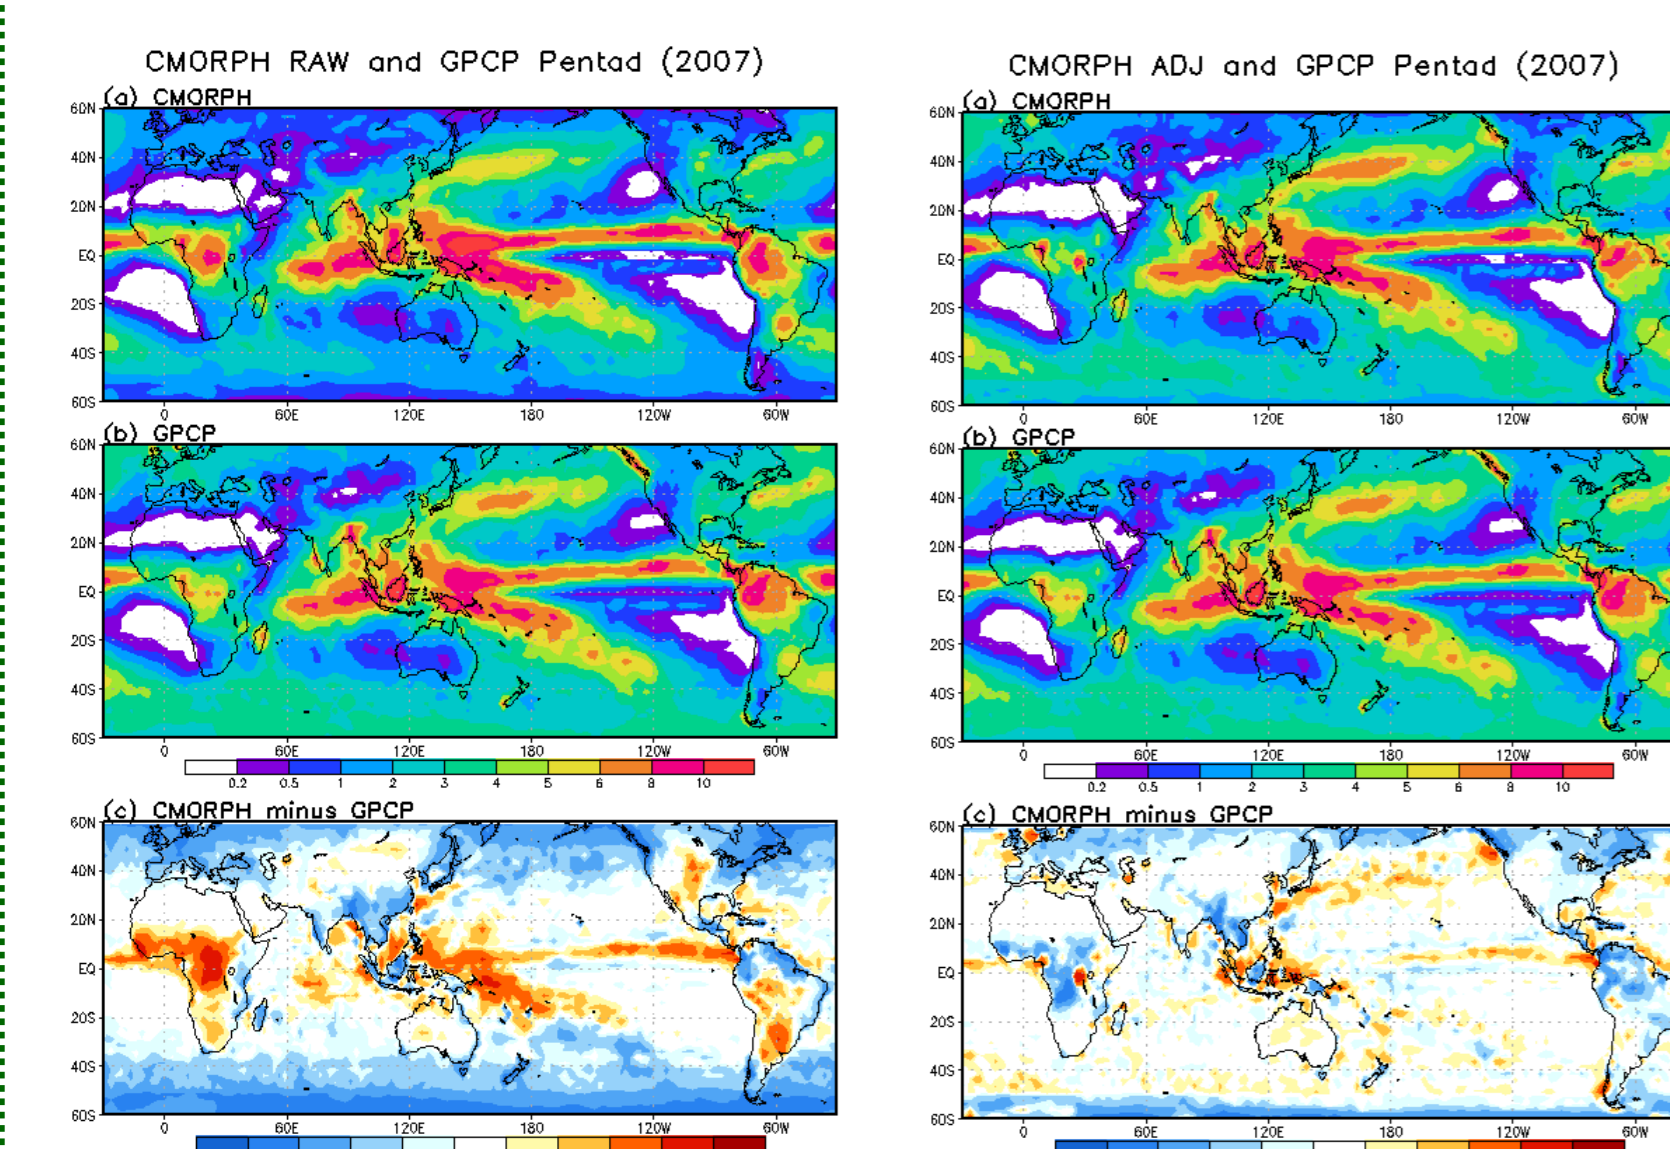 CMORPH RAW and GPCP Pentad (2007)
(a) CMORPH
60N
40N
20N
EQ
20S
40S
60S
0 60E 120E 180 120W 60W
(b) GPCP
60N
40N
20N
EQ
20S
40S
60S
0 60E 120E 180 120W 60W
0.2 0.5 1 2 3 4 5 6 8 10
(c) CMORPH minus GPCP
60N
40N
20N
EQ
20S
40S
60S
0 60E 120E 180 120W 60W
CMORPH ADJ and GPCP Pentad (2007)
(a) CMORPH
60N
40N
20N
EQ
20S
40S
60S
0 60E 120E 180 120W 60W
(b) GPCP
60N
40N
20N
EQ
20S
40S
60S
0 60E 120E 180 120W 60W
0.2 0.5 1 2 3 4 5 6 8 10
(c) CMORPH minus GPCP
60N
40N
20N
EQ
20S
40S
60S
0 60E 120E 180 120W 60W